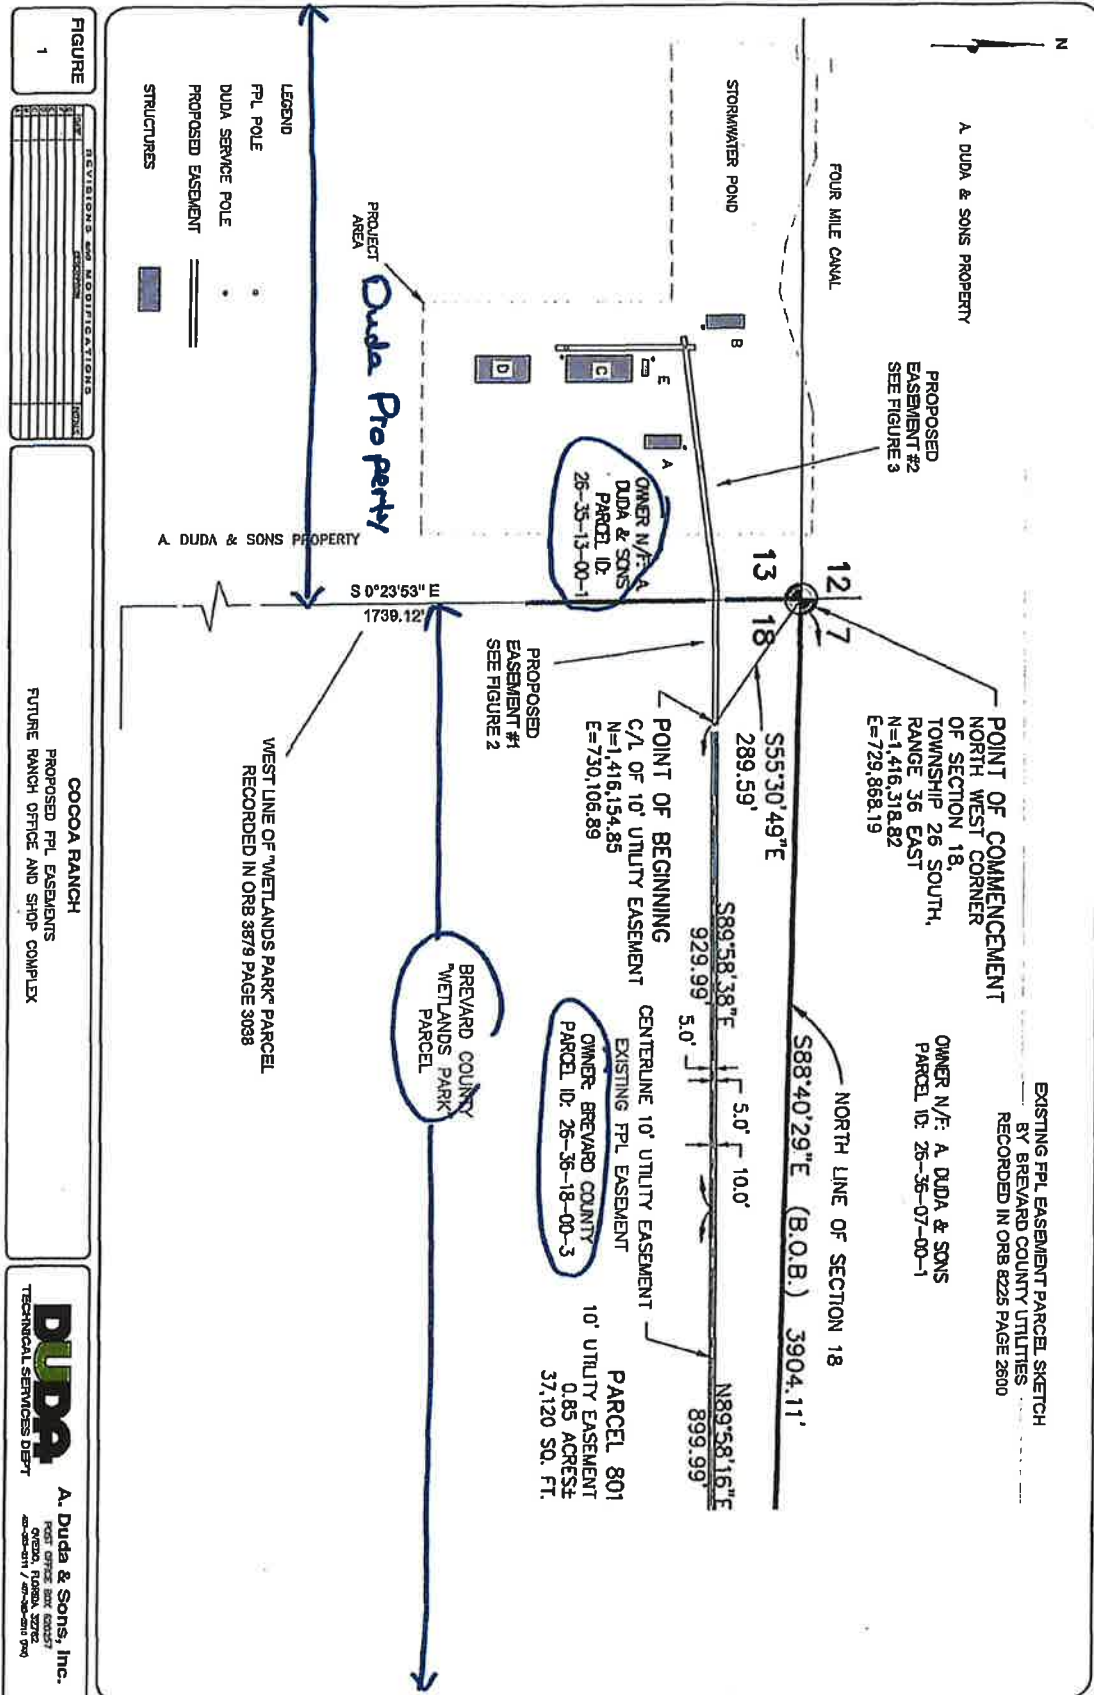 N
A. DUDA & SONS PROPERTY
FOUR MILE CANAL
STORMWATER POND
PROPOSED
EASEMENT #2
SEE FIGURE 3
B
E
C
D
A
PROJECT
AREA
Duda Property
OWNER N/F: A
DUDA & SONS
PARCEL ID:
26-35-13-00-1
A. DUDA & SONS PROPERTY
12
7
13
18
EXISTING FPL EASEMENT PARCEL SKETCH
BY BREVARD COUNTY UTILITIES
RECORDED IN ORB 8225 PAGE 2600
OWNER N/F: A. DUDA & SONS
PARCEL ID: 26-36-07-00-1
POINT OF COMMENCEMENT
NORTH WEST CORNER
OF SECTION 18,
TOWNSHIP 26 SOUTH,
RANGE 36 EAST
N=1,416,318.82
E=729,868.19
NORTH LINE OF SECTION 18
S88°40'29"E (B.O.B.) 3904.11'
S55°30'49"E
289.59'
5.0'
5.0'
10.0'
S89°58'38"E
929.99'
N89°58'16"E
899.99'
POINT OF BEGINNING
C/L OF 10' UTILITY EASEMENT
N=1,416,154.85
E=730,106.89
CENTERLINE 10' UTILITY EASEMENT
EXISTING FPL EASEMENT
OWNER: BREVARD COUNTY
PARCEL ID: 26-36-18-00-3
PARCEL 801
10' UTILITY EASEMENT
0.85 ACRES±
37,120 SQ. FT.
PROPOSED
EASEMENT #1
SEE FIGURE 2
BREVARD COUNTY
"WETLANDS PARK"
PARCEL
S 0°23'53" E
1739.12'
WEST LINE OF "WETLANDS PARK" PARCEL
RECORDED IN ORB 3879 PAGE 3038
LEGEND
FPL POLE
DUDA SERVICE POLE
PROPOSED EASEMENT
STRUCTURES
FIGURE
1
REVISIONS AND MODIFICATIONS
DATE
DESCRIPTION
COCOA RANCH
PROPOSED FPL EASEMENTS
FUTURE RANCH OFFICE AND SHOP COMPLEX
DUDA
TECHNICAL SERVICES DEPT
A. Duda & Sons, Inc.
POST OFFICE BOX 620257
OVIEDO, FLORIDA 32762